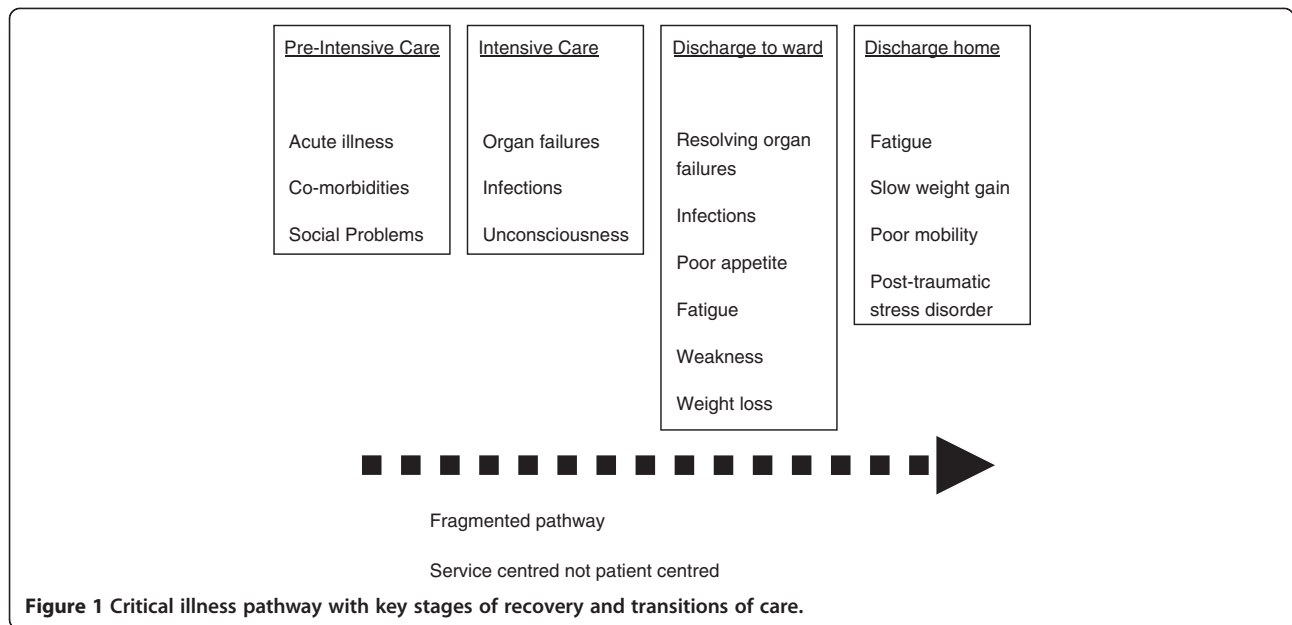 Pre-Intensive Care
Acute illness
Co-morbidities
Social Problems
Intensive Care
Organ failures
Infections
Unconsciousness
Discharge to ward
Resolving organ
failures
Infections
Poor appetite
Fatigue
Weakness
Weight loss
Discharge home
Fatigue
Slow weight gain
Poor mobility
Post-traumatic
stress disorder
Fragmented pathway
Service centred not patient centred
Figure 1 Critical illness pathway with key stages of recovery and transitions of care.